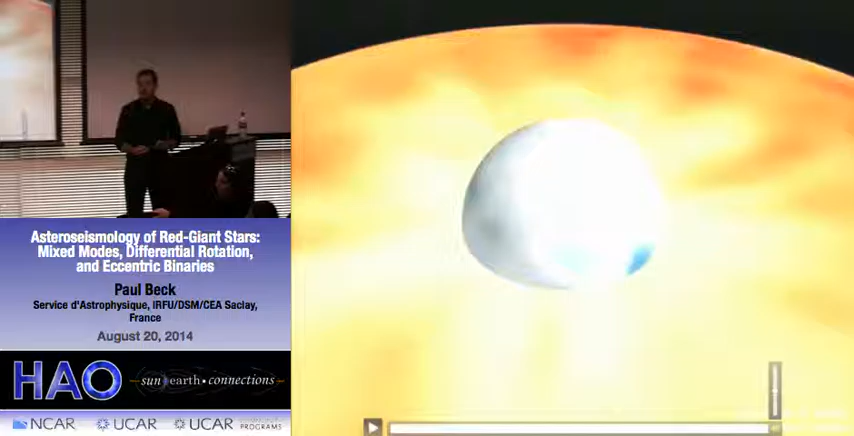 Asteroseismology of Red-Giant Stars:
Mixed Modes, Differential Rotation,
and Eccentric Binaries
Paul Beck
Service d'Astrophysique, IRFU/DSM/CEA Saclay,
France
August 20, 2014
HAO
sun earth • connections
NCAR
UCAR
UCAR
PROGRAMS